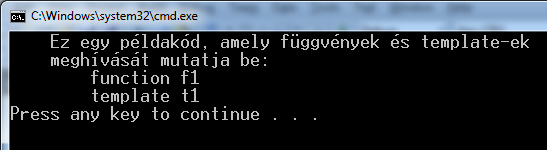 C:\Windows\system32\cmd.exe
Ez egy példakód, amely függvények és template-ek
meghívását mutatja be:
function f1
template t1
Press any key to continue . . .